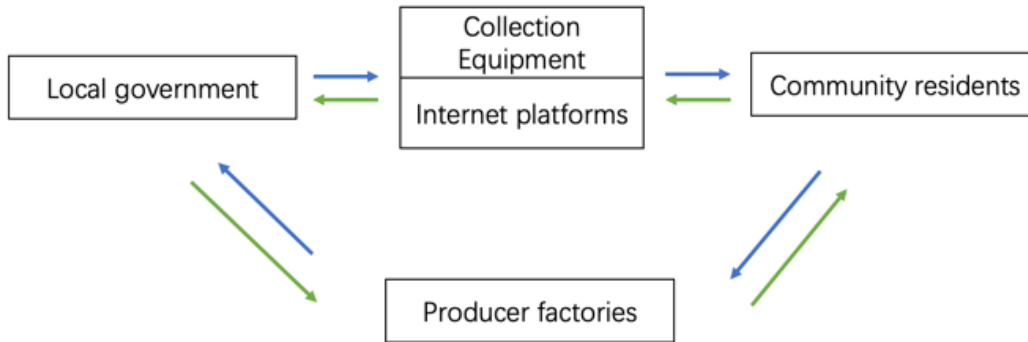 Collection
Equipment
Local government
Internet platforms
Community residents
Producer factories